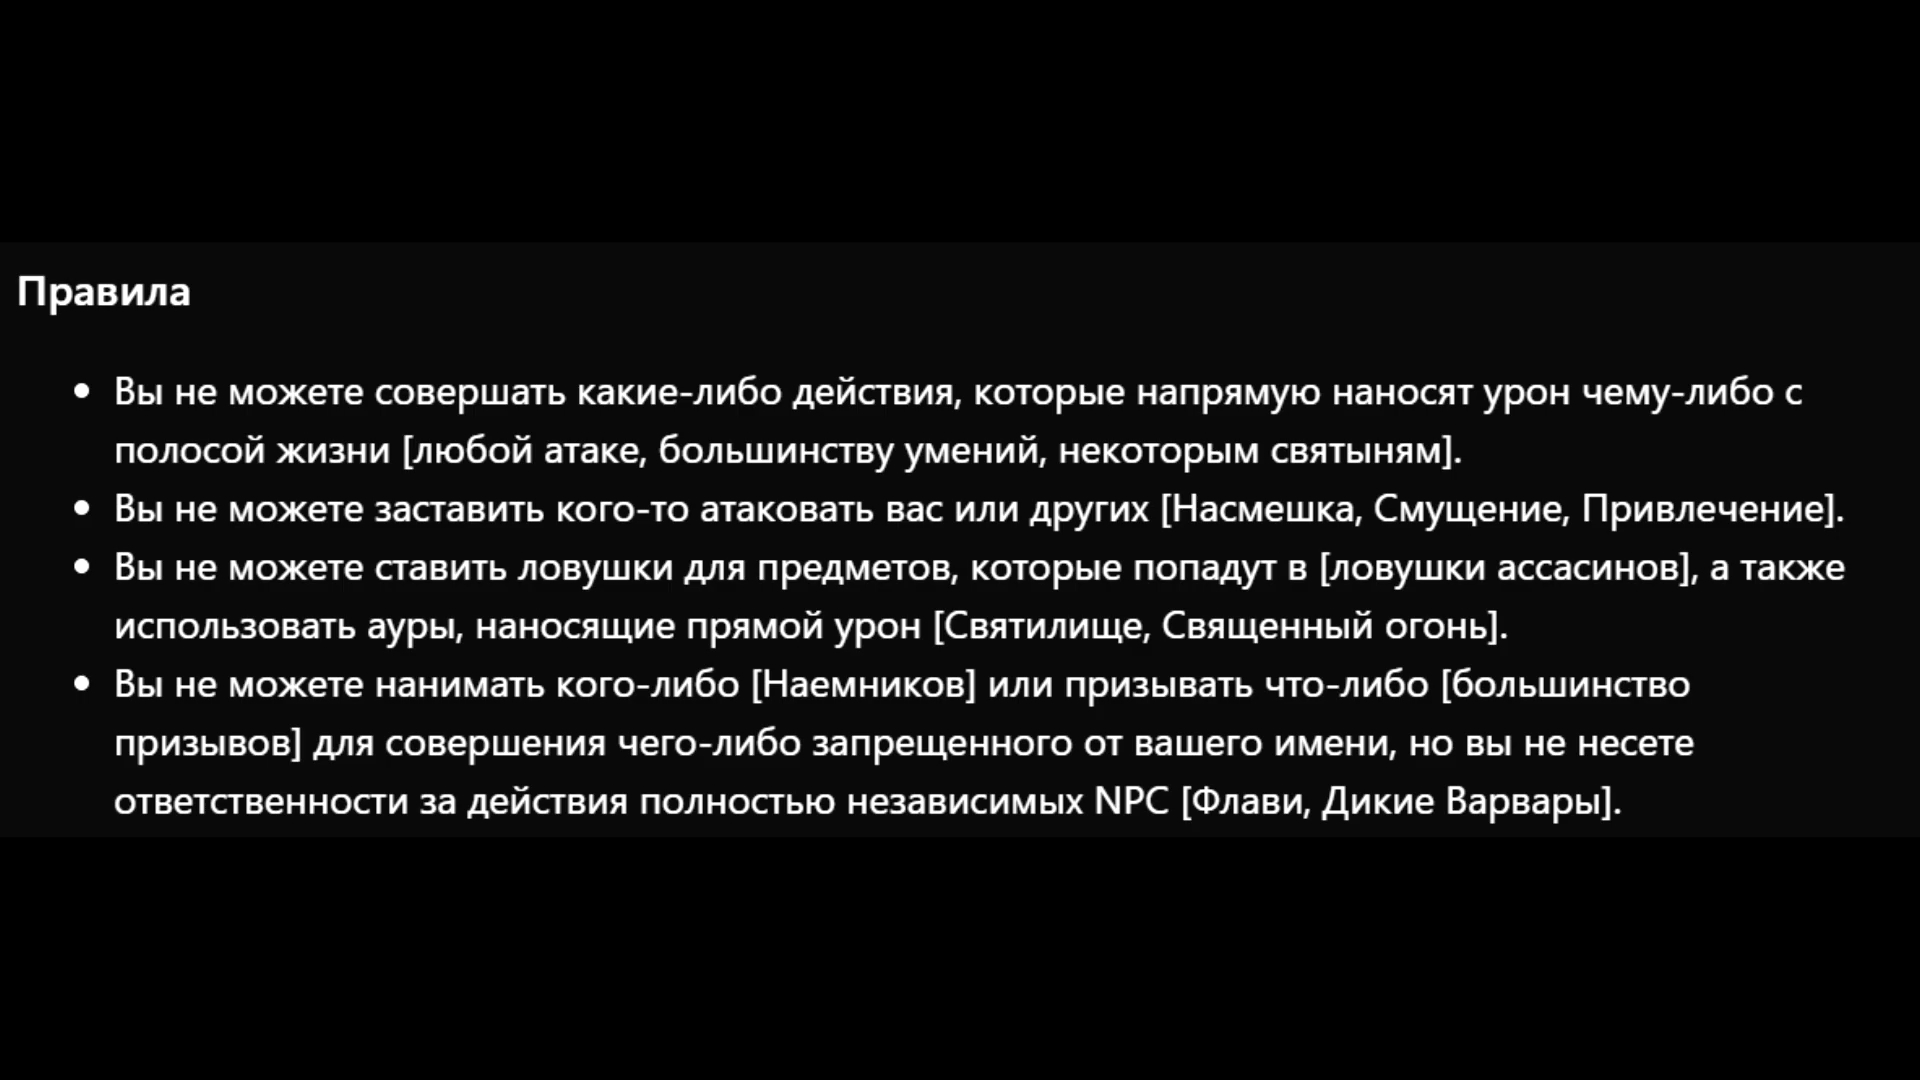 Правила
Вы не можете совершать какие-либо действия, которые напрямую наносят урон чему-либо с
полосой жизни [любой атаке, большинству умений, некоторым святыням].
Вы не можете заставить кого-то атаковать вас или других [Насмешка, Смущение, Привлечение].
Вы не можете ставить ловушки для предметов, которые попадут в [ловушки ассасинов], а также
использовать ауры, наносящие прямой урон [Святилище, Священный огонь].
Вы не можете нанимать кого-либо [Наемников] или призывать что-либо [большинство
призывов] для совершения чего-либо запрещенного от вашего имени, но вы не несете
ответственности за действия полностью независимых NPC [Флави, Дикие Варвары].